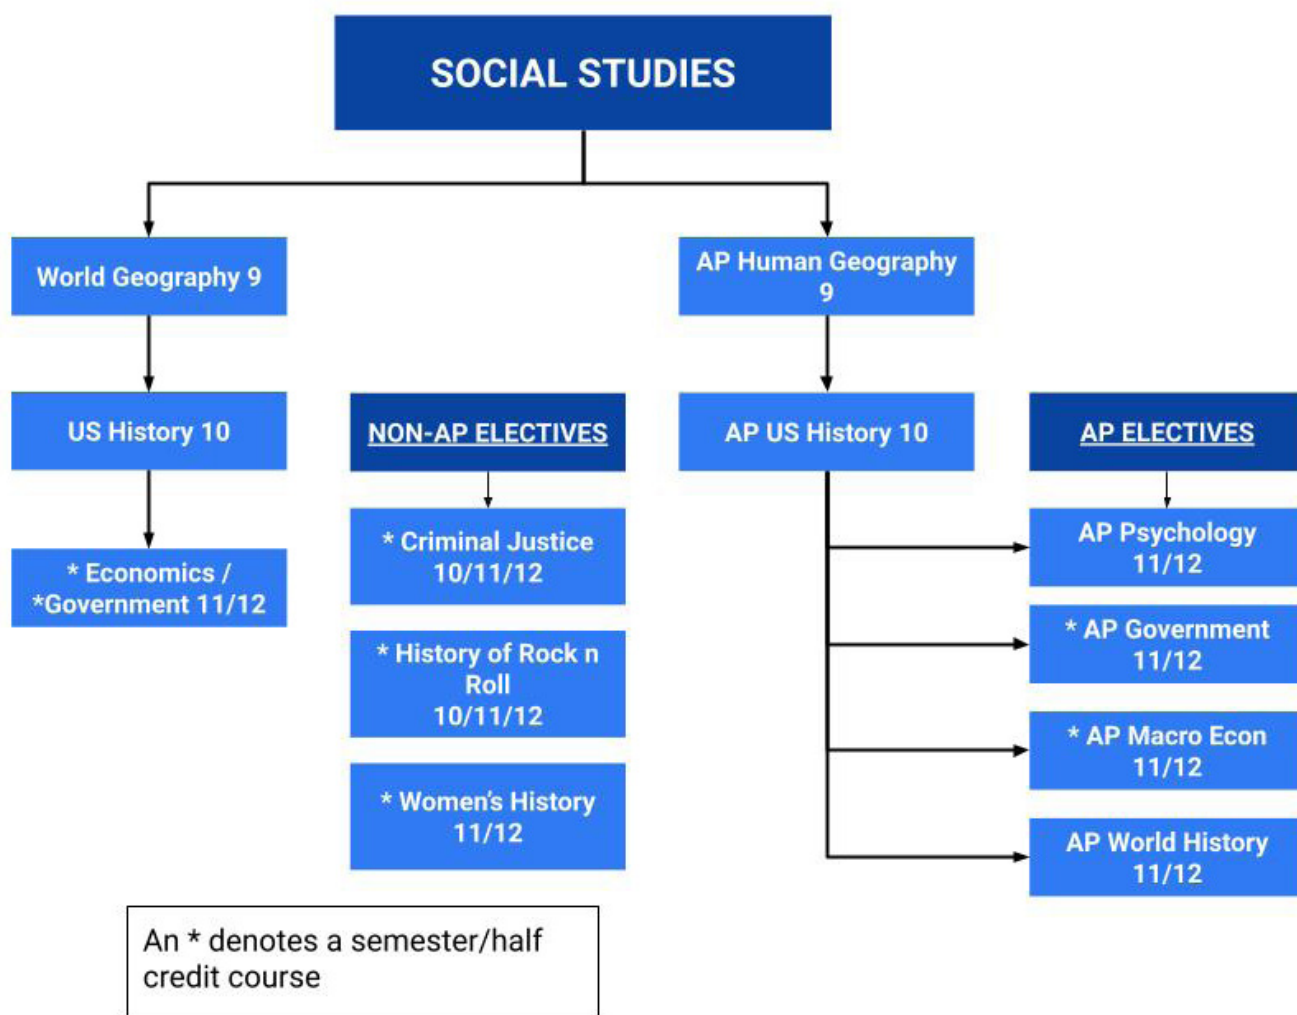 SOCIAL STUDIES
World Geography 9
AP Human Geography
9
US History 10
NON-AP ELECTIVES
AP US History 10
AP ELECTIVES
* Economics /
*Government 11/12
* Criminal Justice
10/11/12
* History of Rock n
Roll
10/11/12
* Women’s History
11/12
AP Psychology
11/12
* AP Government
11/12
* AP Macro Econ
11/12
AP World History
11/12
An * denotes a semester/half
credit course